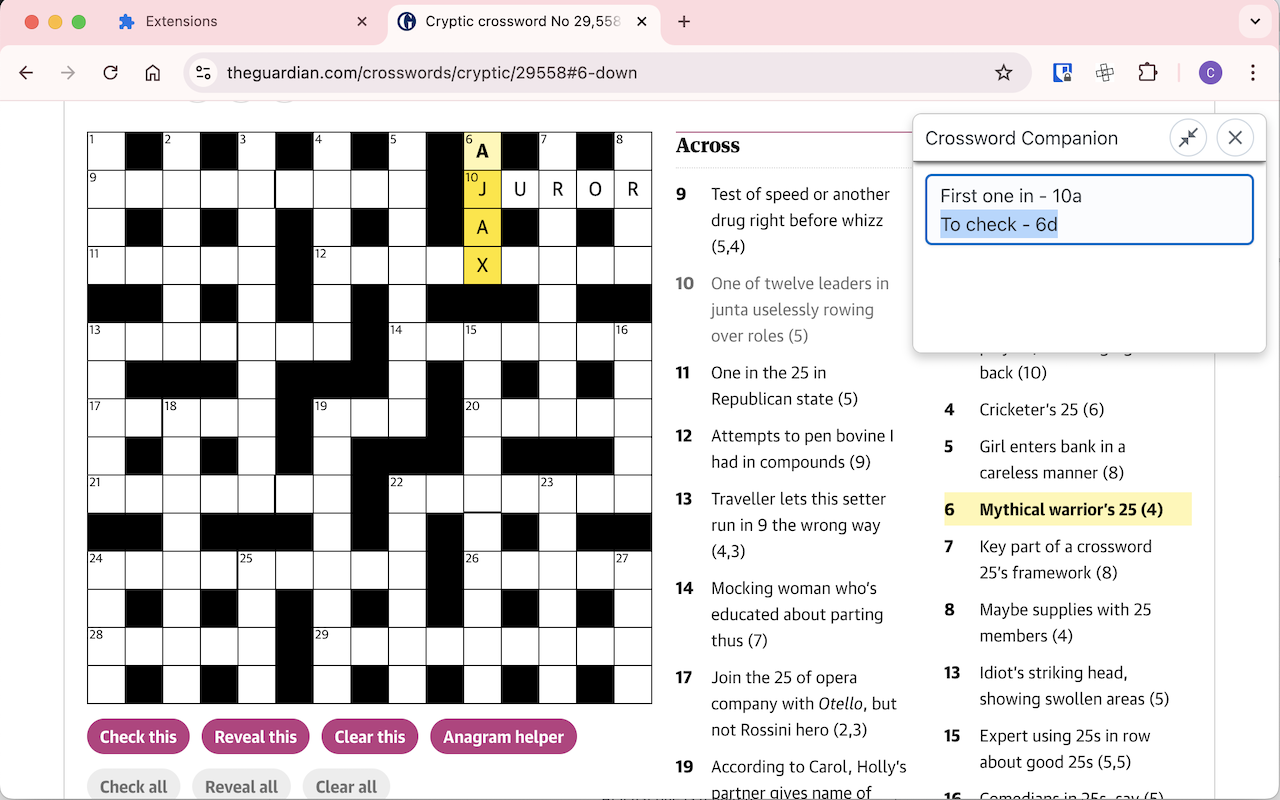 Extensions
Cryptic crossword No 29,558
theguardian.com/crosswords/cryptic/29558#6-down
C
Crossword Companion
First one in - 10a
To check - 6d
1 2 3 4 5 6 A 7 8
9 10 J U R O R
A
11 12 X
13 14 15 16
17 18 19 20
21 22 23
24 25 26 27
28 29
Check this Reveal this Clear this Anagram helper
Check all Reveal all Clear all
Across
9 Test of speed or another
drug right before whizz
(5,4)
10 One of twelve leaders in
junta uselessly rowing
over roles (5)
11 One in the 25 in
Republican state (5)
12 Attempts to pen bovine I
had in compounds (9)
13 Traveller lets this setter
run in 9 the wrong way
(4,3)
14 Mocking woman who's
educated about parting
thus (7)
17 Join the 25 of opera
company with Otello, but
not Rossini hero (2,3)
19 According to Carol, Holly's
partner gives name of
back (10)
4 Cricketer's 25 (6)
5 Girl enters bank in a
careless manner (8)
6 Mythical warrior's 25 (4)
7 Key part of a crossword
25's framework (8)
8 Maybe supplies with 25
members (4)
13 Idiot's striking head,
showing swollen areas (5)
15 Expert using 25s in row
about good 25s (5,5)
16 Comedians in 25s, say (5)